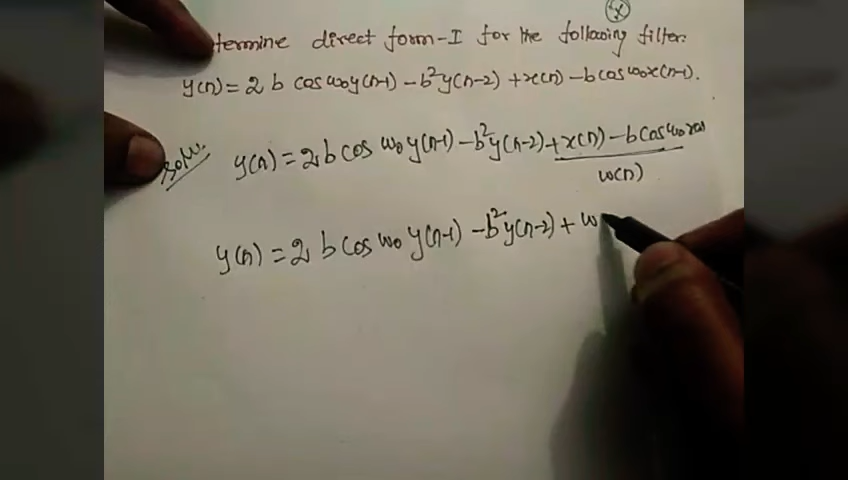 x
termine direct form-I for the following filter:
y(n) = 2 b cos ω₀ y(n-1) - b² y(n-2) + x(n) - b cos ω₀ x(n-1).
Soln.
y(n) = 2 b cos ω₀ y(n-1) - b² y(n-2) + x(n) - b cos ω₀
w(n)
y(n) = 2 b cos ω₀ y(n-1) - b² y(n-2) + w